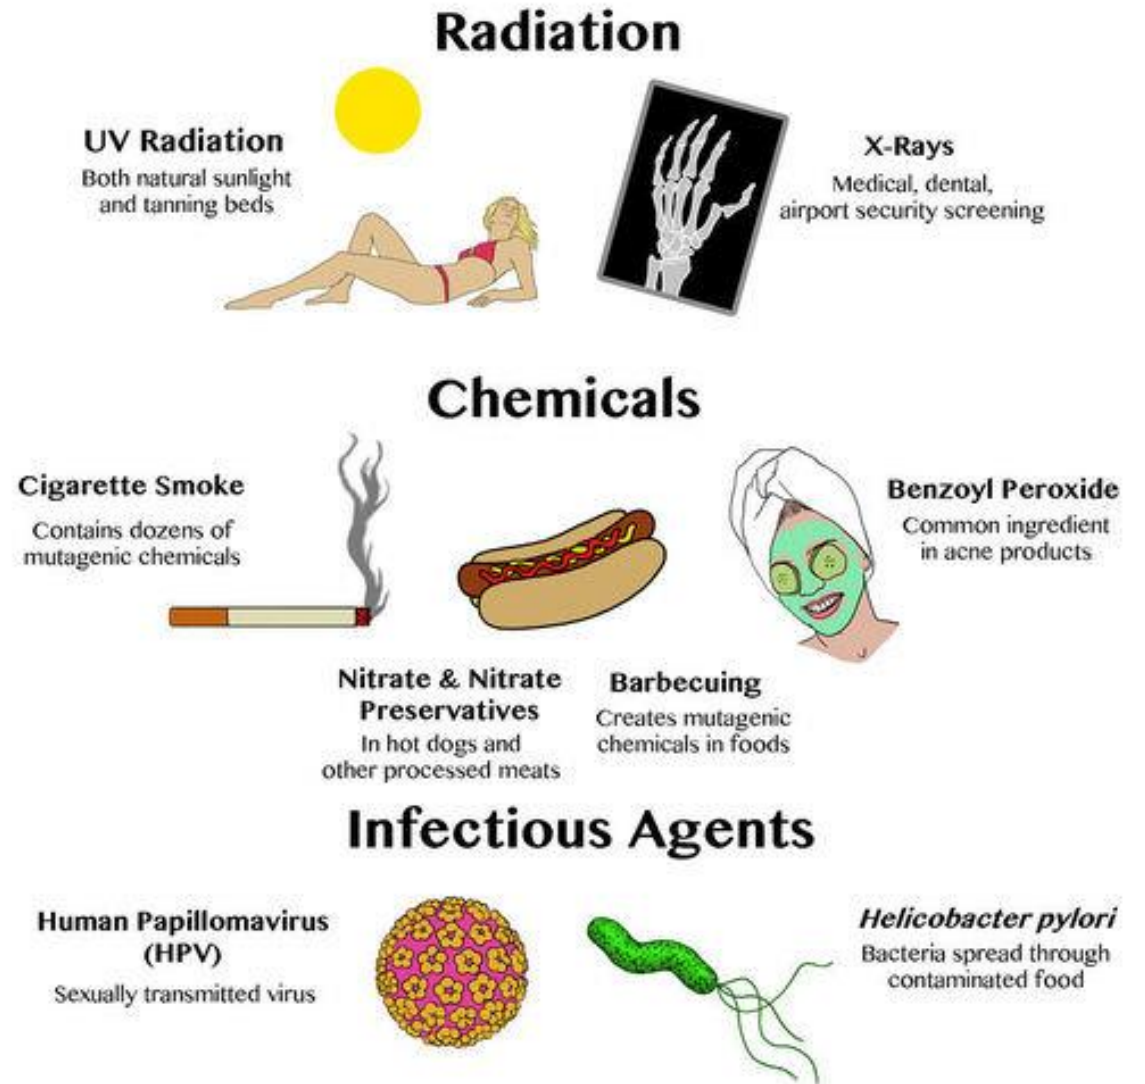 Radiation
UV Radiation
Both natural sunlight
and tanning beds
X-Rays
Medical, dental,
airport security screening
Chemicals
Cigarette Smoke
Contains dozens of
mutagenic chemicals
Benzoyl Peroxide
Common ingredient
in acne products
Nitrate & Nitrate
Preservatives
In hot dogs and
other processed meats
Barbecuing
Creates mutagenic
chemicals in foods
Infectious Agents
Human Papillomavirus
(HPV)
Sexually transmitted virus
Helicobacter pylori
Bacteria spread through
contaminated food